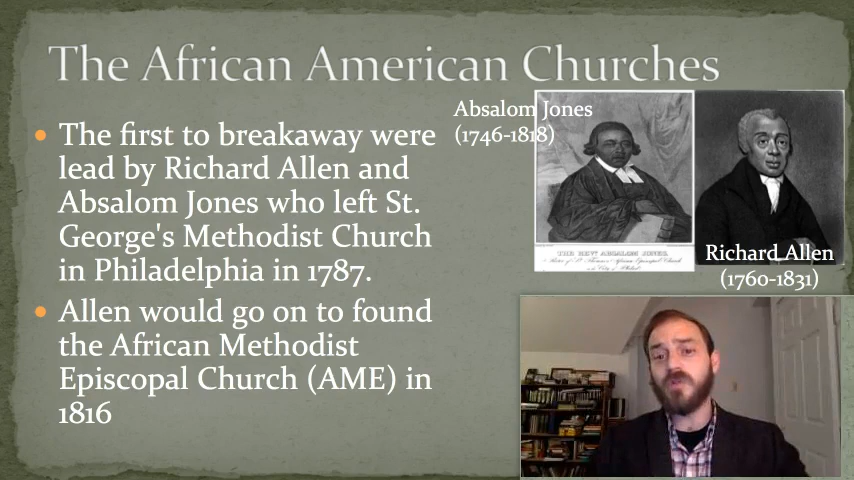 The African American Churches
The first to breakaway were
lead by Richard Allen and
Absalom Jones who left St.
George's Methodist Church
in Philadelphia in 1787.
Allen would go on to found
the African Methodist
Episcopal Church (AME) in
1816
Absalom Jones
(1746-1818)
THE REVD. ABSALOM JONES.
Richard Allen
(1760-1831)